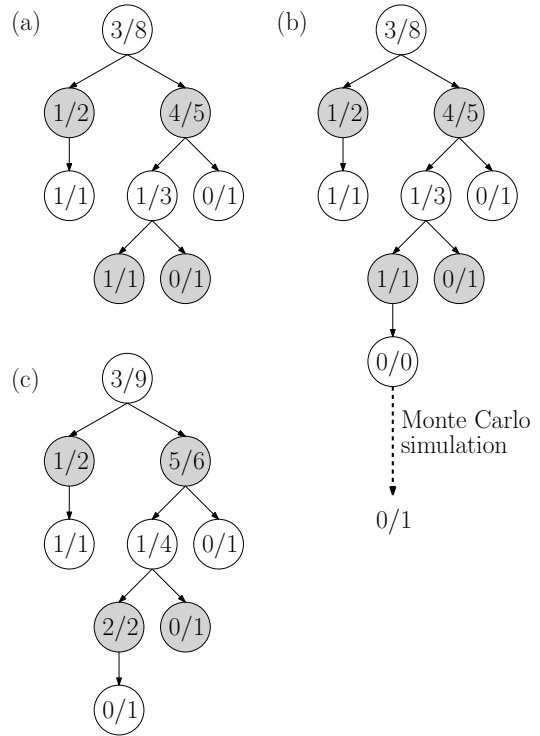 (a)
3/8
1/2 4/5
1/1 1/3 0/1
1/1 0/1
(b)
3/8
1/2 4/5
1/1 1/3 0/1
1/1 0/1
0/0
Monte Carlo
simulation
0/1
(c)
3/9
1/2 5/6
1/1 1/4 0/1
2/2 0/1
0/1